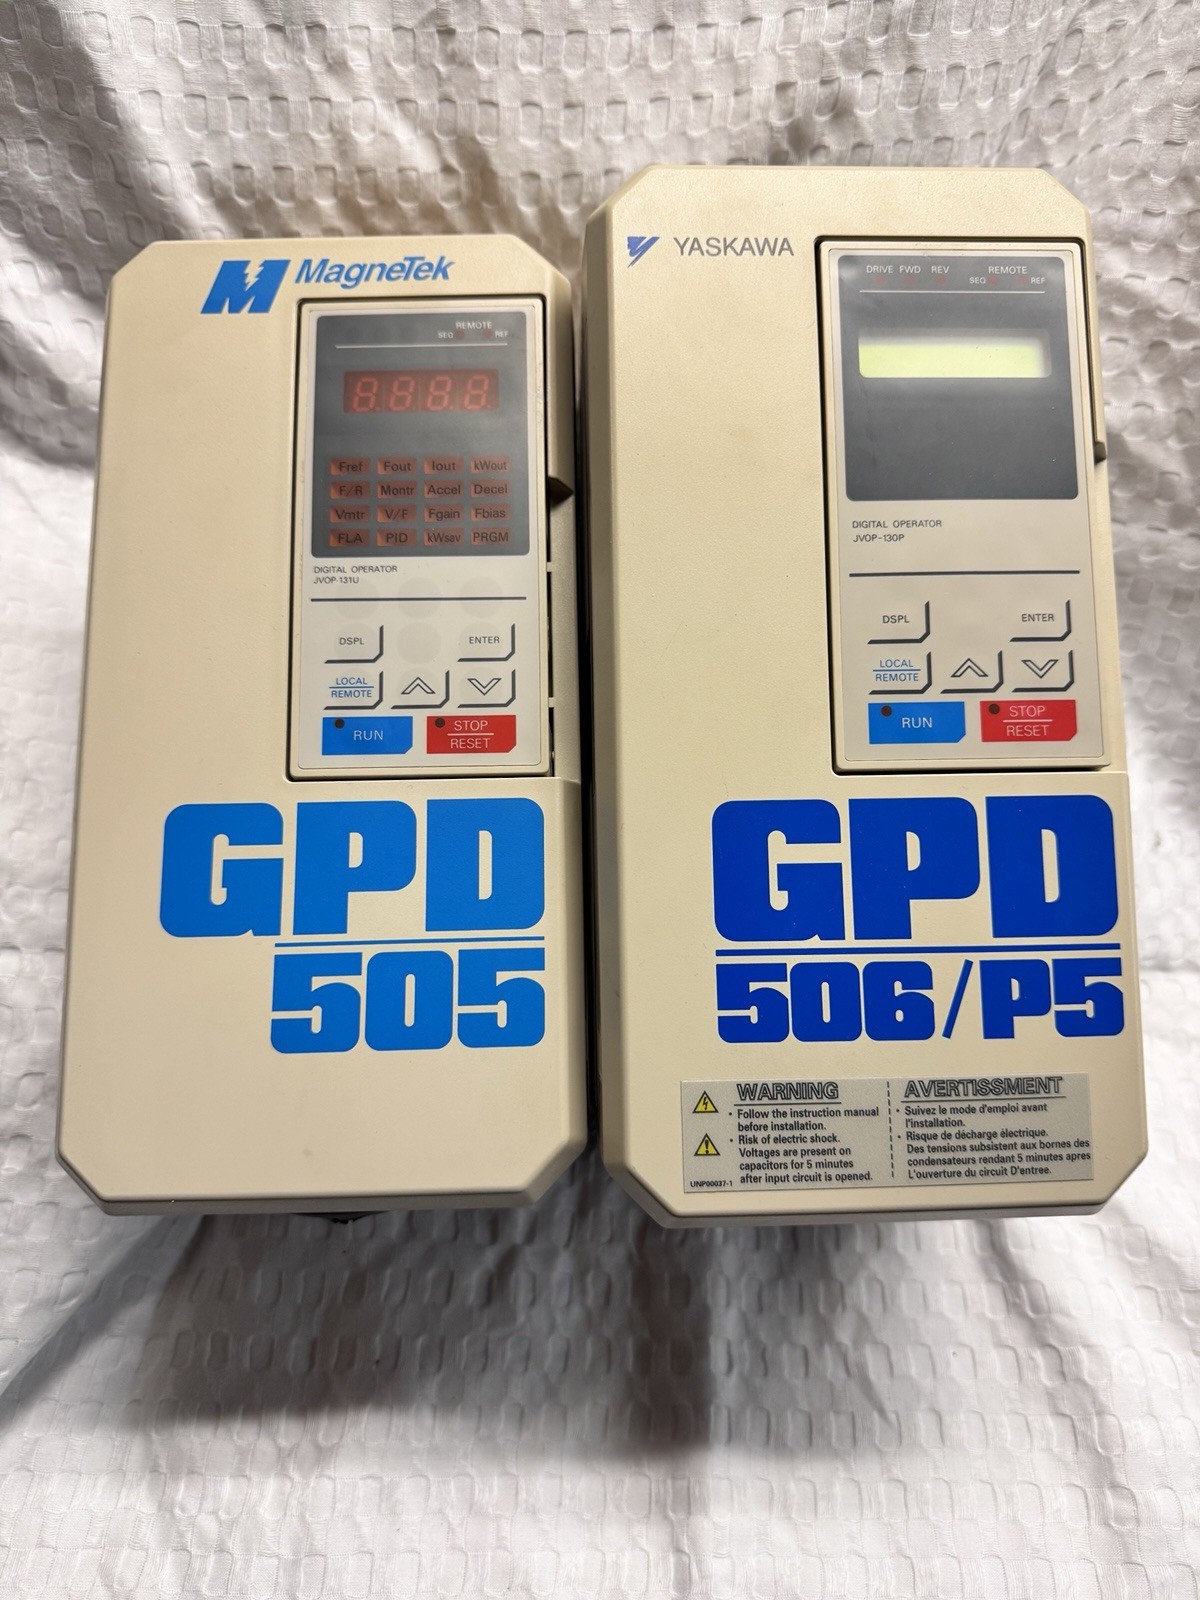 MagneTek
REMOTE
SEQ REF
8.8.8.8.
Fref Fout Iout kWout
F/R Montr Accel Decel
Vmtr V/F Fgain Fbias
FLA PID kWsav PRGM
DIGITAL OPERATOR
JVOP-131U
DSPL ENTER
LOCAL
REMOTE
RUN
STOP
RESET
GPD
505
YASKAWA
DRIVE FWD REV REMOTE
SEQ REF
DIGITAL OPERATOR
JVOP-130P
DSPL ENTER
LOCAL
REMOTE
RUN
STOP
RESET
GPD
506/P5
WARNING
• Follow the instruction manual
before installation.
• Risk of electric shock.
Voltages are present on
capacitors for 5 minutes
after input circuit is opened.
UNP00037-1
AVERTISSMENT
• Suivez le mode d'emploi avant
l'installation.
• Risque de décharge électrique.
Des tensions subsistent aux bornes des
condensateurs rendant 5 minutes apres
L'ouverture du circuit D'entree.